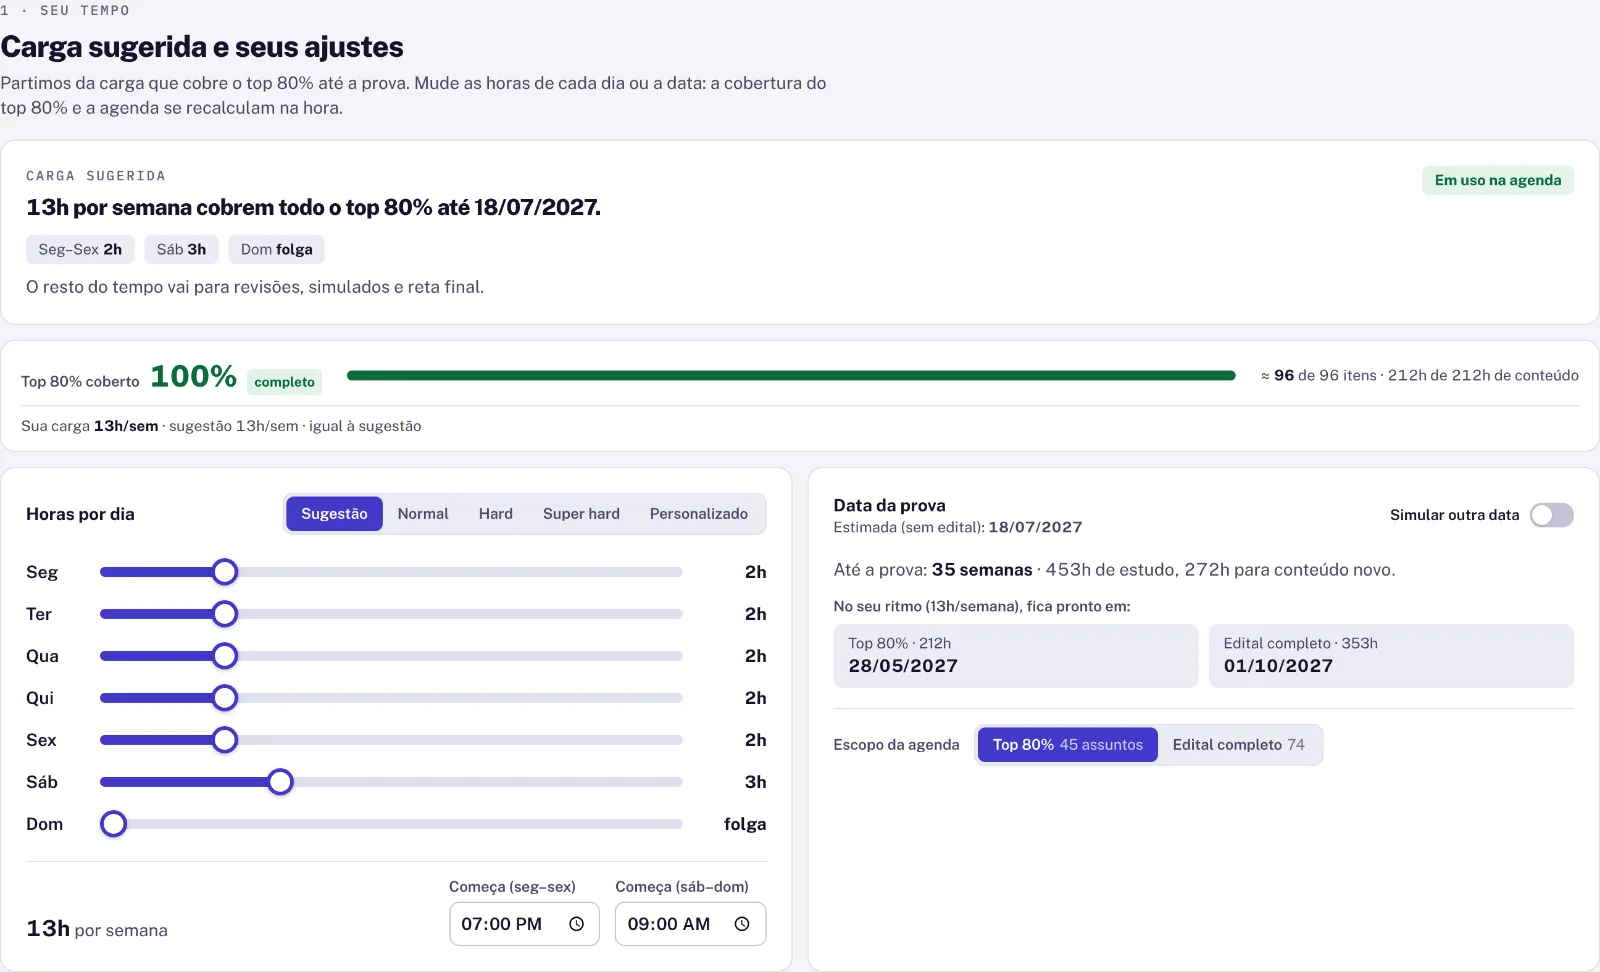 1 · SEU TEMPO
Carga sugerida e seus ajustes
Partimos da carga que cobre o top 80% até a prova. Mude as horas de cada dia ou a data: a cobertura do
top 80% e a agenda se recalculam na hora.
CARGA SUGERIDA
Em uso na agenda
13h por semana cobrem todo o top 80% até 18/07/2027.
Seg–Sex 2h Sáb 3h Dom folga
O resto do tempo vai para revisões, simulados e reta final.
Top 80% coberto 100% completo ≈ 96 de 96 itens · 212h de 212h de conteúdo
Sua carga 13h/sem · sugestão 13h/sem · igual à sugestão
Horas por dia Sugestão Normal Hard Super hard Personalizado
Seg 2h
Ter 2h
Qua 2h
Qui 2h
Sex 2h
Sáb 3h
Dom folga
Começa (seg–sex) Começa (sáb–dom)
13h por semana 07:00 PM 09:00 AM
Data da prova
Estimada (sem edital): 18/07/2027
Simular outra data
Até a prova: 35 semanas · 453h de estudo, 272h para conteúdo novo.
No seu ritmo (13h/semana), fica pronto em:
Top 80% · 212h
28/05/2027
Edital completo · 353h
01/10/2027
Escopo da agenda Top 80% 45 assuntos Edital completo 74